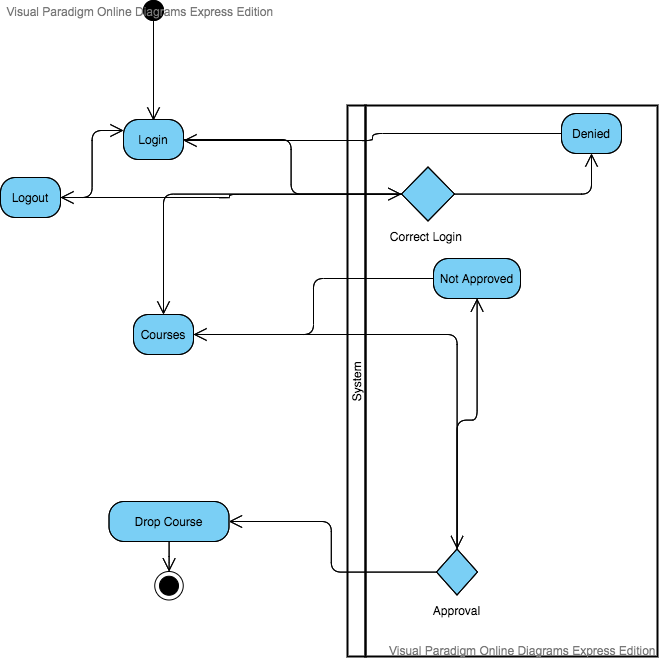 Visual Paradigm Online Diagrams Express Edition
Login
Denied
Logout
Correct Login
Not Approved
Courses
System
Drop Course
Approval
Visual Paradigm Online Diagrams Express Edition